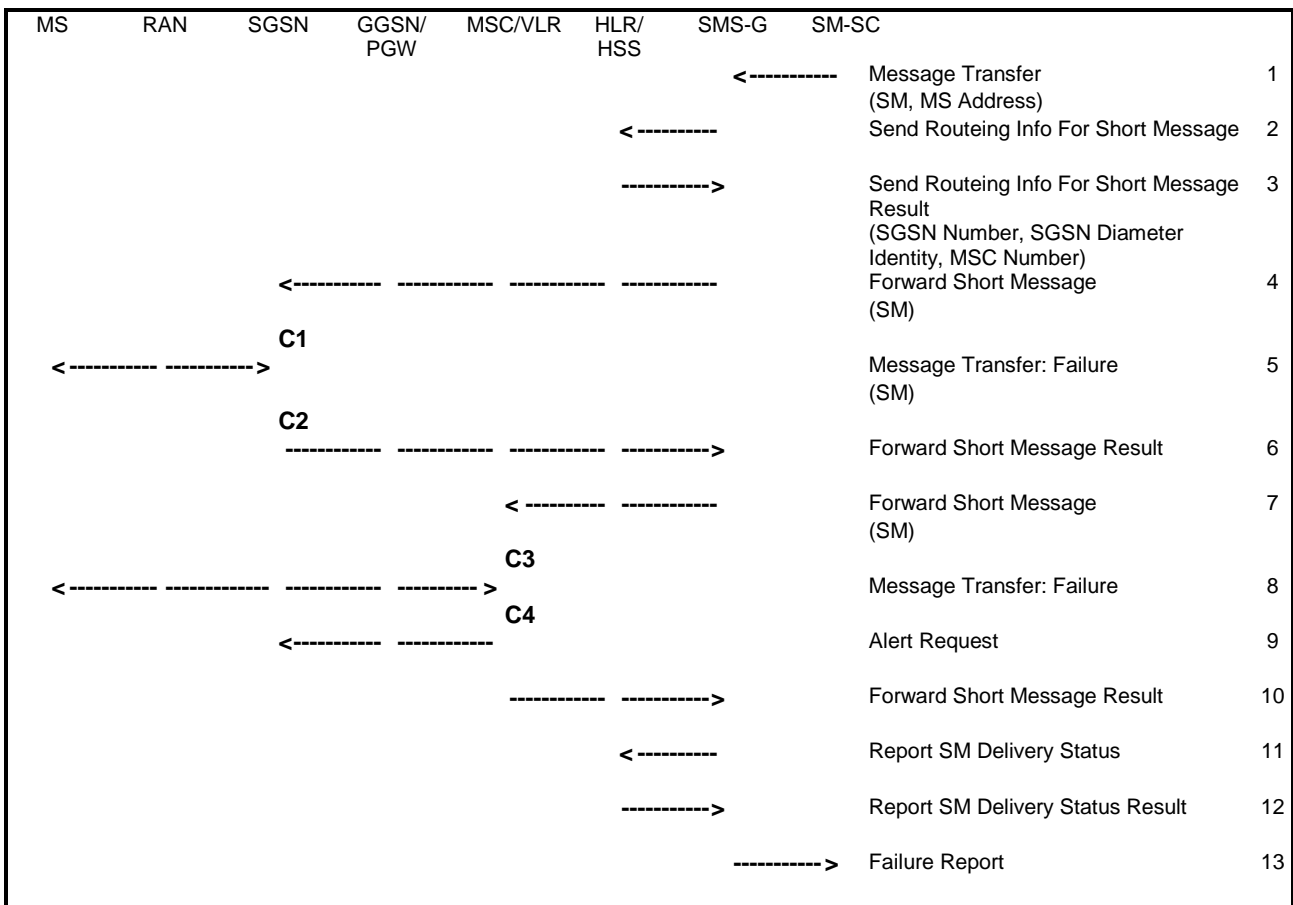 MS RAN SGSN GGSN/ MSC/VLR HLR/ SMS-G SM-SC
PGW HSS
Message Transfer 1
(SM, MS Address)
Send Routeing Info For Short Message 2
Send Routeing Info For Short Message 3
Result
(SGSN Number, SGSN Diameter
Identity, MSC Number)
Forward Short Message 4
(SM)
C1
Message Transfer: Failure 5
(SM)
C2
Forward Short Message Result 6
Forward Short Message 7
(SM)
C3
Message Transfer: Failure 8
C4
Alert Request 9
Forward Short Message Result 10
Report SM Delivery Status 11
Report SM Delivery Status Result 12
Failure Report 13